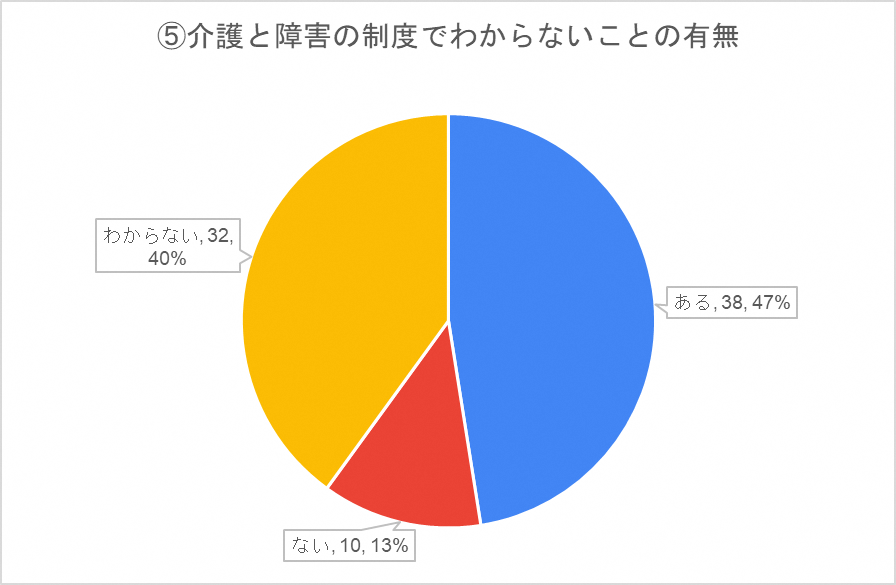 ⑤介護と障害の制度でわからないことの有無
わからない, 32,
40%
ある, 38, 47%
ない, 10, 13%